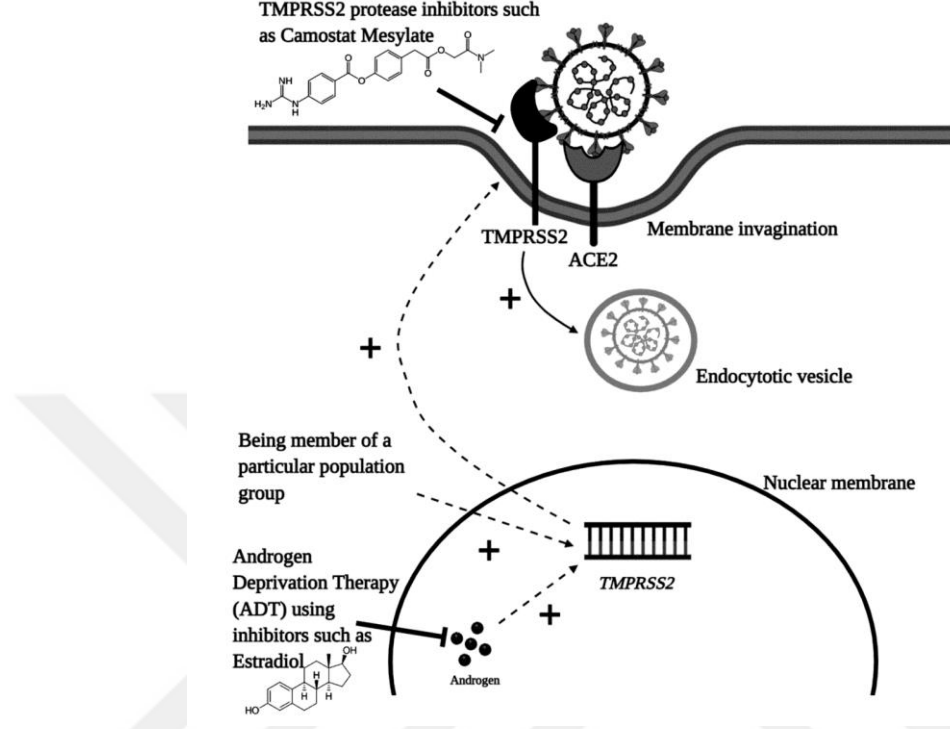 TMPRSS2 protease inhibitors such
as Camostat Mesylate
NH
H₂N
N
H
O
O
O
O
O
N
TMPRSS2
ACE2
Membrane invagination
+
+
Endocytotic vesicle
Being member of a
particular population
group
Nuclear membrane
+
TMPRSS2
+
Androgen
Deprivation Therapy
(ADT) using
inhibitors such as
Estradiol
Androgen
OH
H
H
H
HO